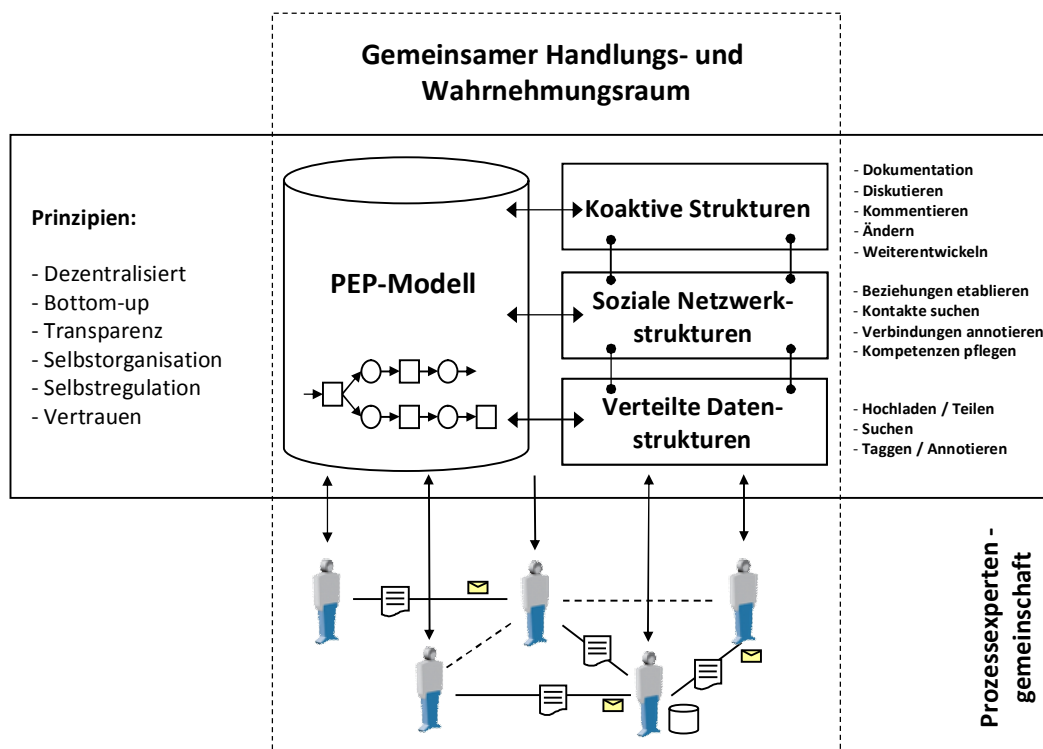 Gemeinsamer Handlungs- und
Wahrnehmungsraum
Prinzipien:
- Dezentralisiert
- Bottom-up
- Transparenz
- Selbstorganisation
- Selbstregulation
- Vertrauen
PEP-Modell
Koaktive Strukturen
Soziale Netzwerk-
strukturen
Verteilte Daten-
strukturen
- Dokumentation
- Diskutieren
- Kommentieren
- Ändern
- Weiterentwickeln
- Beziehungen etablieren
- Kontakte suchen
- Verbindungen annotieren
- Kompetenzen pflegen
- Hochladen / Teilen
- Suchen
- Taggen / Annotieren
Prozessexperten -
gemeinschaft